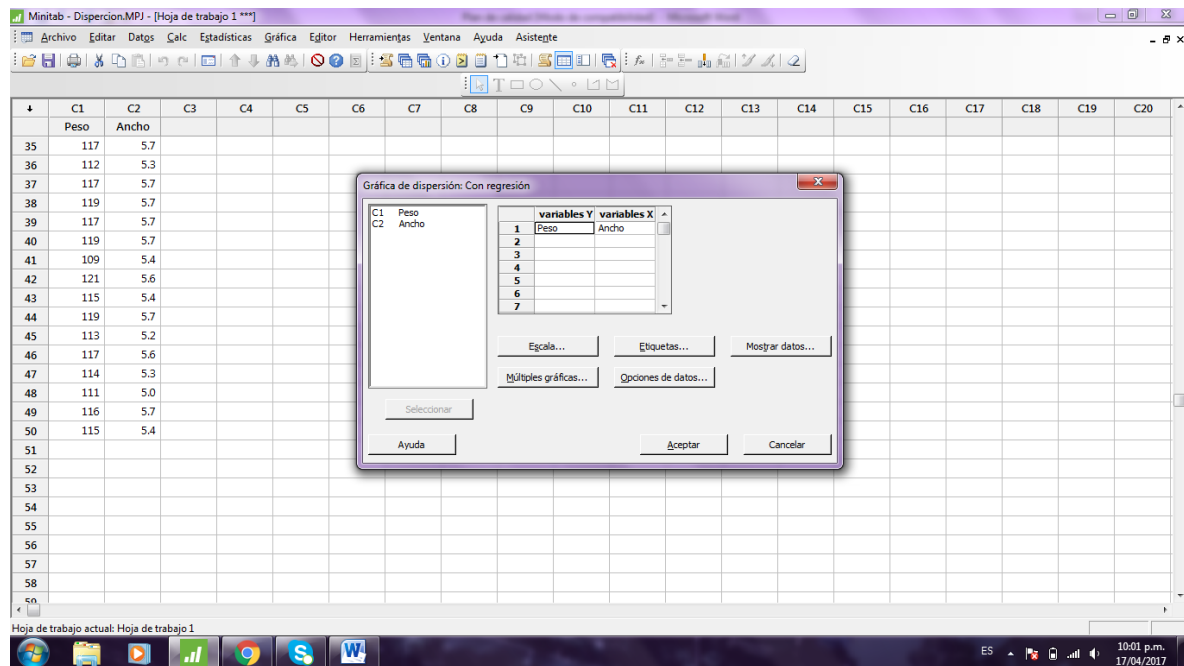 Minitab - Dispercion.MPJ - [Hoja de trabajo 1 ***]
Archivo Editar Datos Calc Estadísticas Gráfica Editor Herramientas Ventana Ayuda Asistente
C1 C2 C3 C4 C5 C6 C7 C8 C9 C10 C11 C12 C13 C14 C15 C16 C17 C18 C19 C20
Peso Ancho
35 117 5.7
36 112 5.3
37 117 5.7
38 119 5.7
39 117 5.7
40 119 5.7
41 109 5.4
42 121 5.6
43 115 5.4
44 119 5.7
45 113 5.2
46 117 5.6
47 114 5.3
48 111 5.0
49 116 5.7
50 115 5.4
51
52
53
54
55
56
57
58
59
Gráfica de dispersión: Con regresión
C1 Peso
C2 Ancho
variables Y variables X
1 Peso Ancho
2
3
4
5
6
7
Escala... Etiquetas... Mostrar datos...
Múltiples gráficas... Opciones de datos...
Seleccionar
Ayuda Aceptar Cancelar
Hoja de trabajo actual: Hoja de trabajo 1
ES 10:01 p.m.
17/04/2017